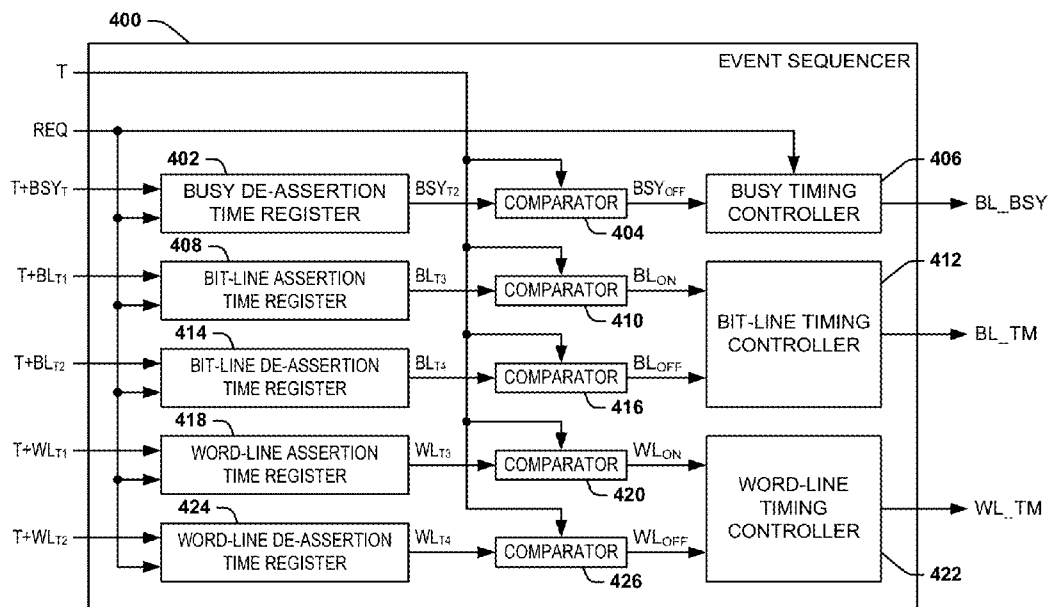 400
EVENT SEQUENCER
T
REQ
402
406
T+BSYT
BUSY DE-ASSERTION
TIME REGISTER
BSYT2
COMPARATOR
404
BSYOFF
BUSY TIMING
CONTROLLER
BL_BSY
408
412
T+BLT1
BIT-LINE ASSERTION
TIME REGISTER
BLT3
COMPARATOR
410
BLON
BIT-LINE TIMING
CONTROLLER
BL_TM
414
T+BLT2
BIT-LINE DE-ASSERTION
TIME REGISTER
BLT4
COMPARATOR
416
BLOFF
418
T+WLT1
WORD-LINE ASSERTION
TIME REGISTER
WLT3
COMPARATOR
420
WLON
WORD-LINE
TIMING
CONTROLLER
WL_TM
424
T+WLT2
WORD-LINE DE-ASSERTION
TIME REGISTER
WLT4
COMPARATOR
426
WLOFF
422